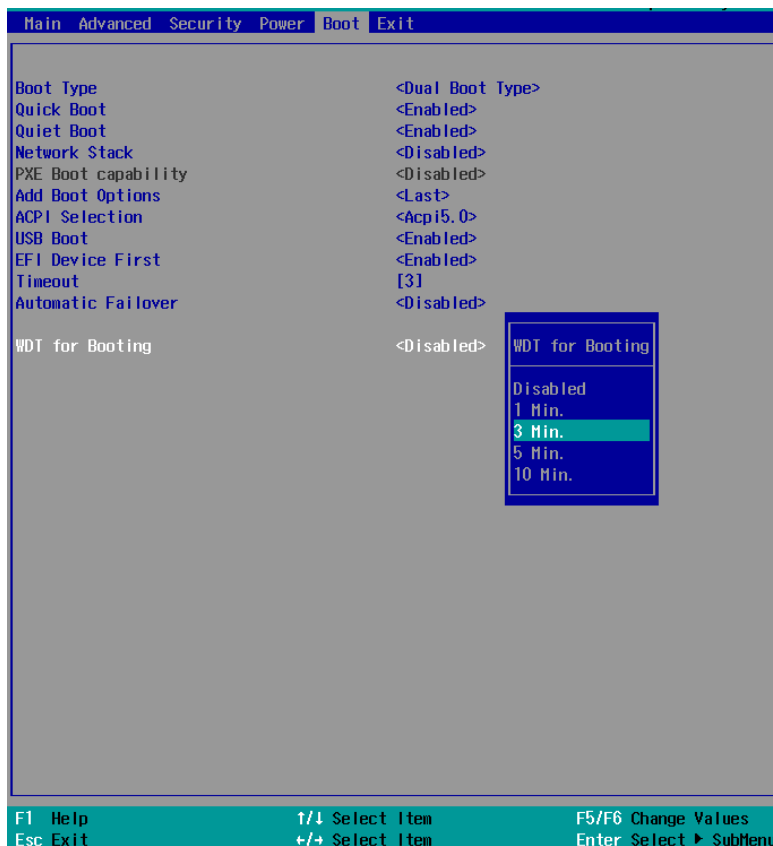 Main Advanced Security Power Boot Exit
Boot Type <Dual Boot Type>
Quick Boot <Enabled>
Quiet Boot <Enabled>
Network Stack <Disabled>
PXE Boot capability <Disabled>
Add Boot Options <Last>
ACPI Selection <Acpi5.0>
USB Boot <Enabled>
EFI Device First <Enabled>
Timeout [3]
Automatic Failover <Disabled>
WDT for Booting <Disabled>
WDT for Booting
Disabled
1 Min.
3 Min.
5 Min.
10 Min.
F1 Help ↑/↓ Select Item F5/F6 Change Values
Esc Exit ←/→ Select Item Enter Select ▶ SubMenu